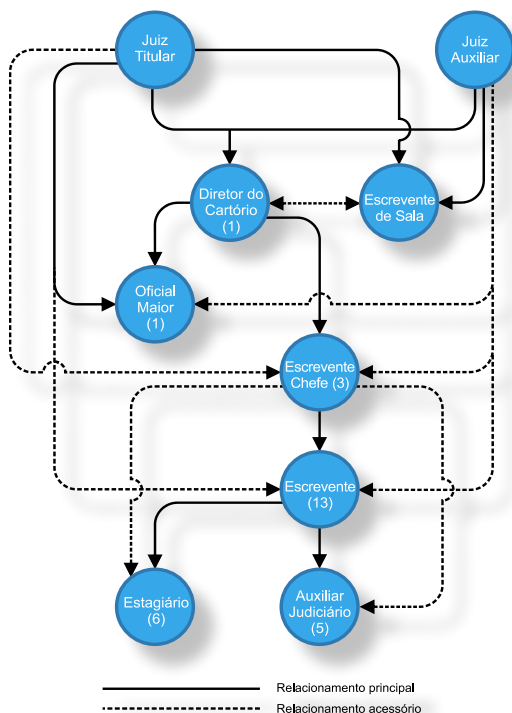 Juiz
Titular
Juiz
Auxiliar
Diretor do
Cartório
(1)
Escrevente
de Sala
Oficial
Maior
(1)
Escrevente
Chefe (3)
Escrevente
(13)
Estagiário
(6)
Auxiliar
Judiciário
(5)
Relacionamento principal
Relacionamento acessório